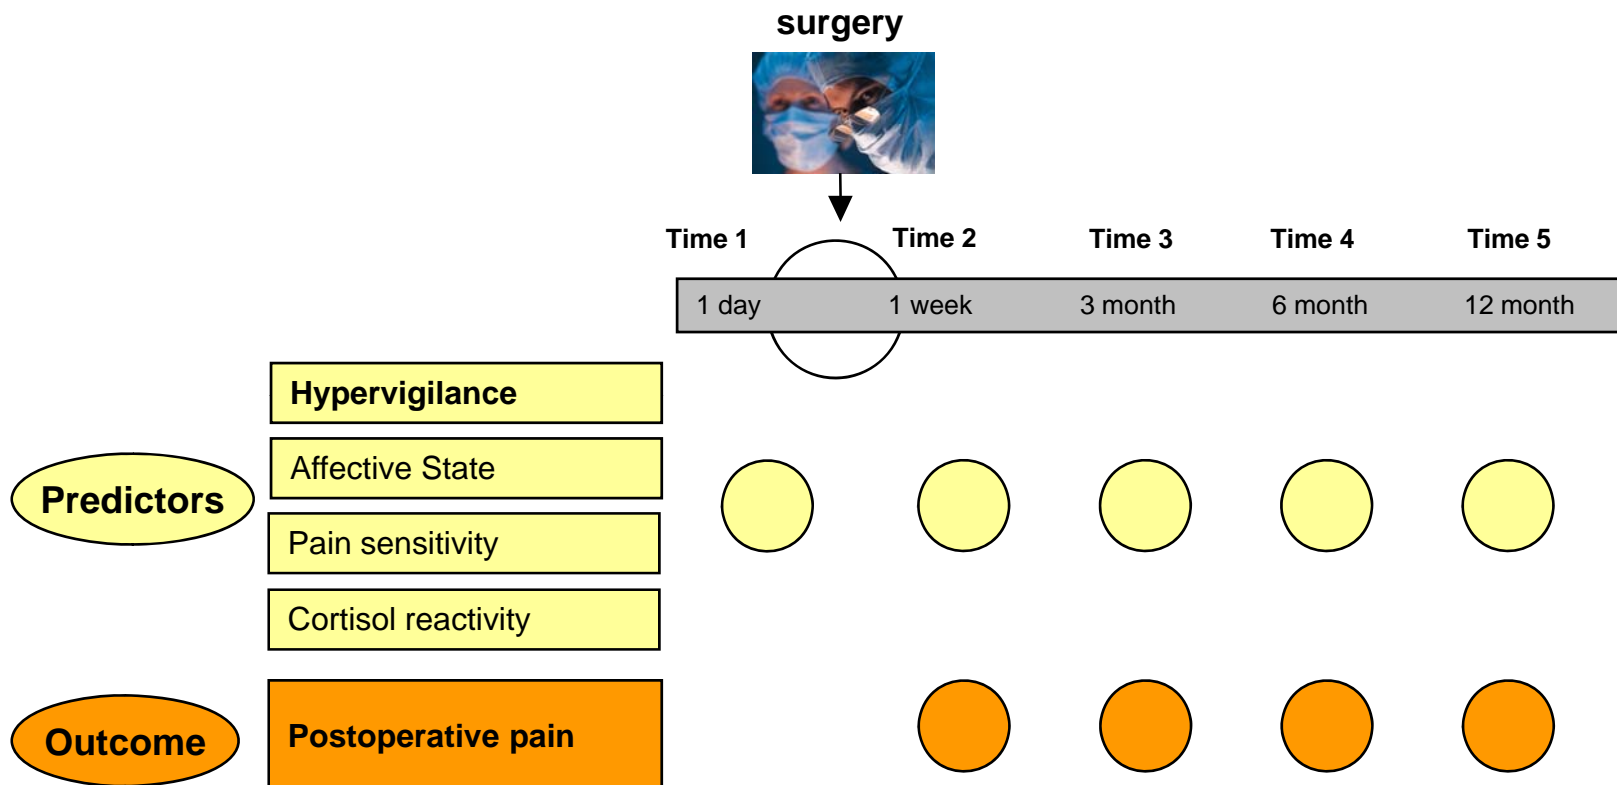 surgery
Time 1
Time 2
Time 3
Time 4
Time 5
1 day
1 week
3 month
6 month
12 month
Hypervigilance
Affective State
Predictors
Pain sensitivity
Cortisol reactivity
Outcome
Postoperative pain